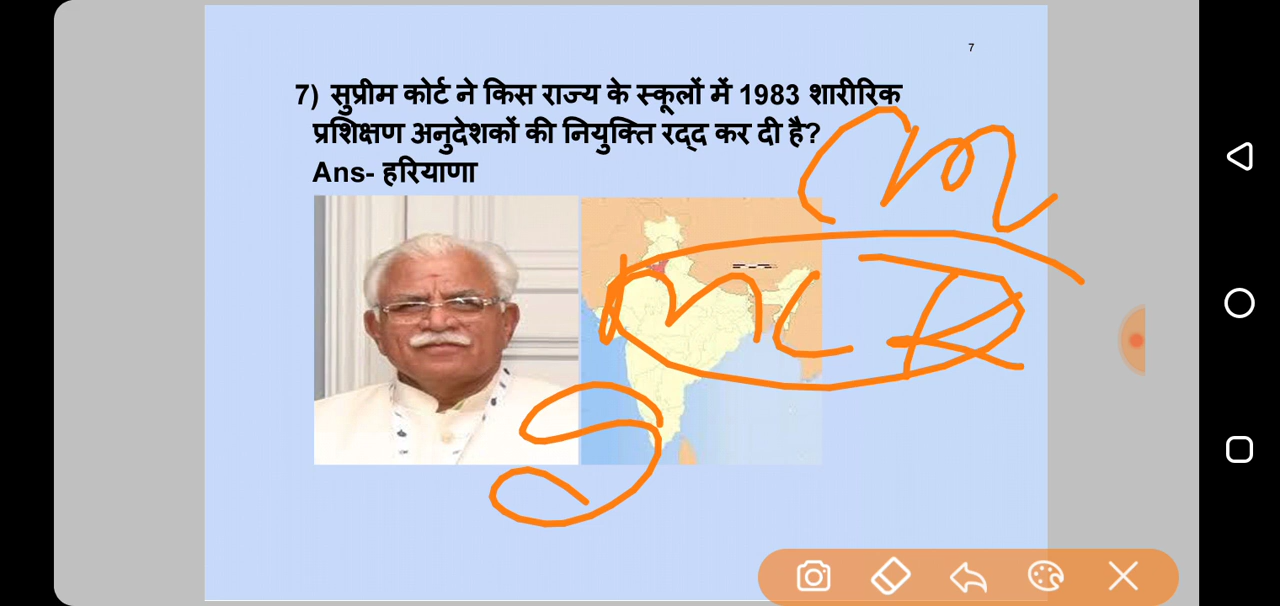 7
7) सुप्रीम कोर्ट ने किस राज्य के स्कूलों में 1983 शारीरिक
प्रशिक्षण अनुदेशकों की नियुक्ति रद्द कर दी है?
Ans- हरियाणा